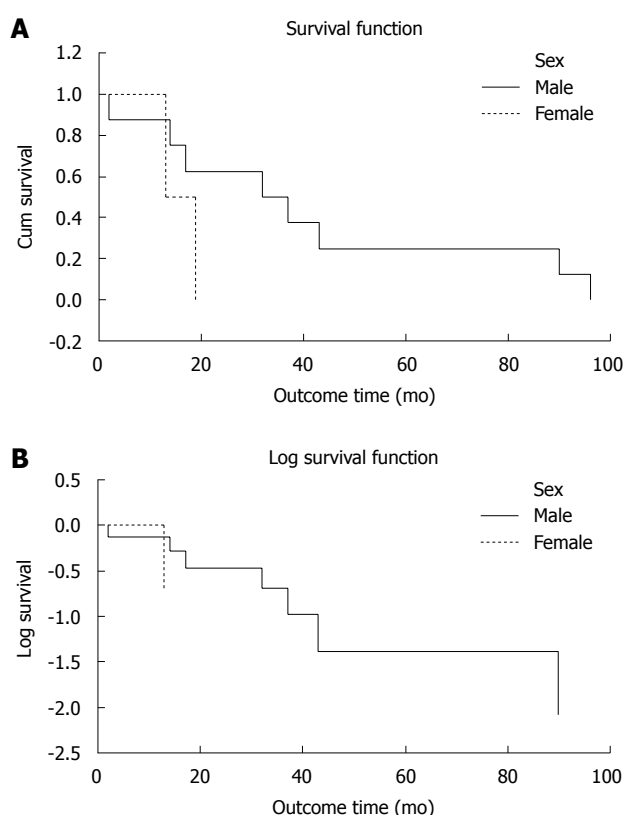 A
Survival function
1.2
1.0
0.8
0.6
0.4
0.2
0.0
-0.2
Cum survival
Sex
Male
Female
0 20 40 60 80 100
Outcome time (mo)
B
Log survival function
0.5
0.0
-0.5
-1.0
-1.5
-2.0
-2.5
Log survival
Sex
Male
Female
0 20 40 60 80 100
Outcome time (mo)